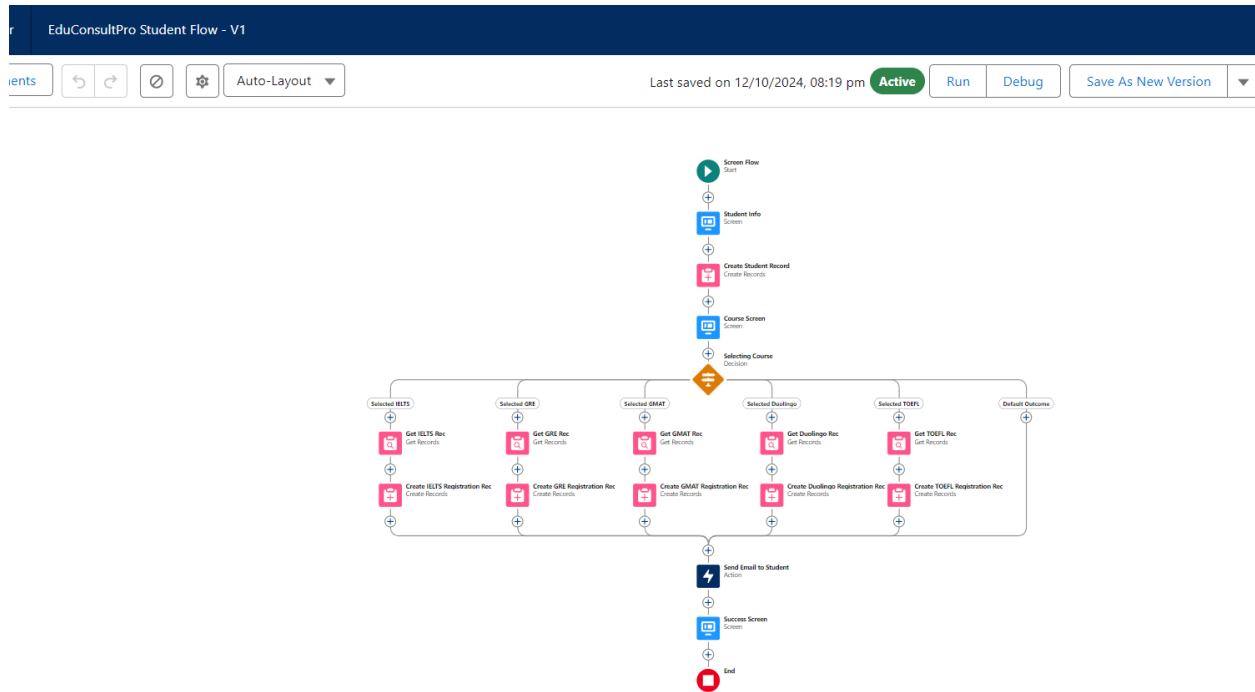 r EduConsultPro Student Flow - V1
ients Auto-Layout Last saved on 12/10/2024, 08:19 pm Active Run Debug Save As New Version
Screen Flow
Start
Student Info
Screen
Create Student Record
Create Records
Course Screen
Screen
Selecting Course
Decision
Selected IELTS Selected GRE Selected GMAT Selected Duolingo Selected TOEFL Default Outcome
Get IELTS Rec Get GRE Rec Get GMAT Rec Get Duolingo Rec Get TOEFL Rec
Get Records Get Records Get Records Get Records Get Records
Create IELTS Registration Rec Create GRE Registration Rec Create GMAT Registration Rec Create Duolingo Registration Rec Create TOEFL Registration Rec
Create Records Create Records Create Records Create Records Create Records
Send Email to Student
Action
Success Screen
Screen
End